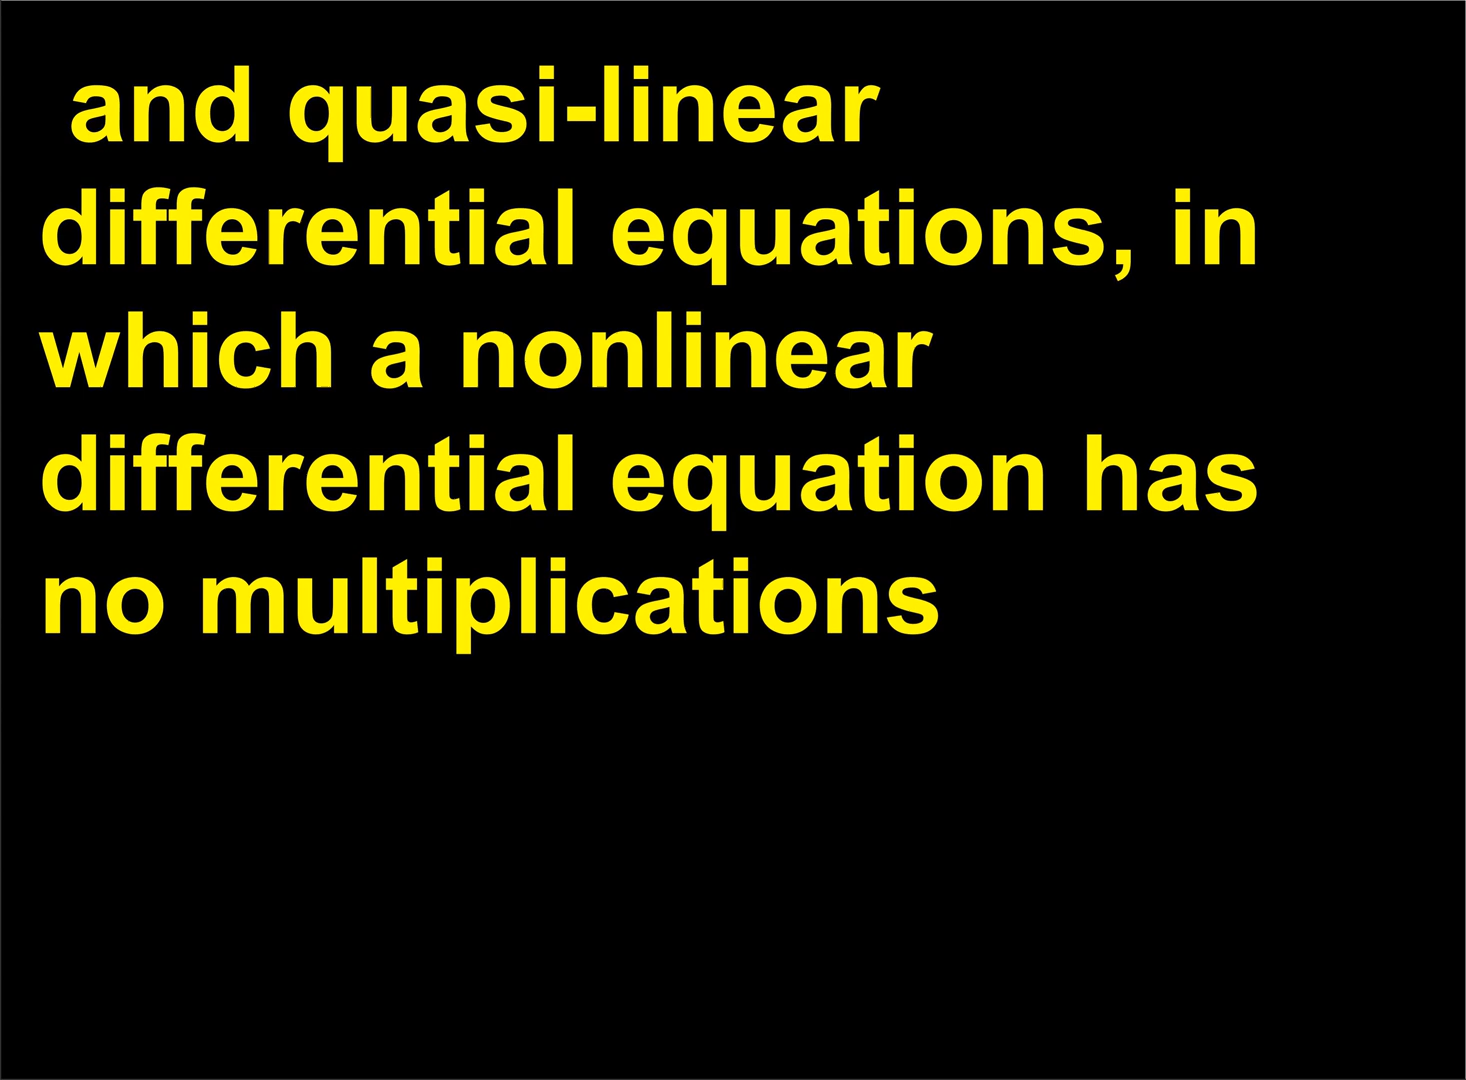 and quasi-linear
differential equations, in
which a nonlinear
differential equation has
no multiplications